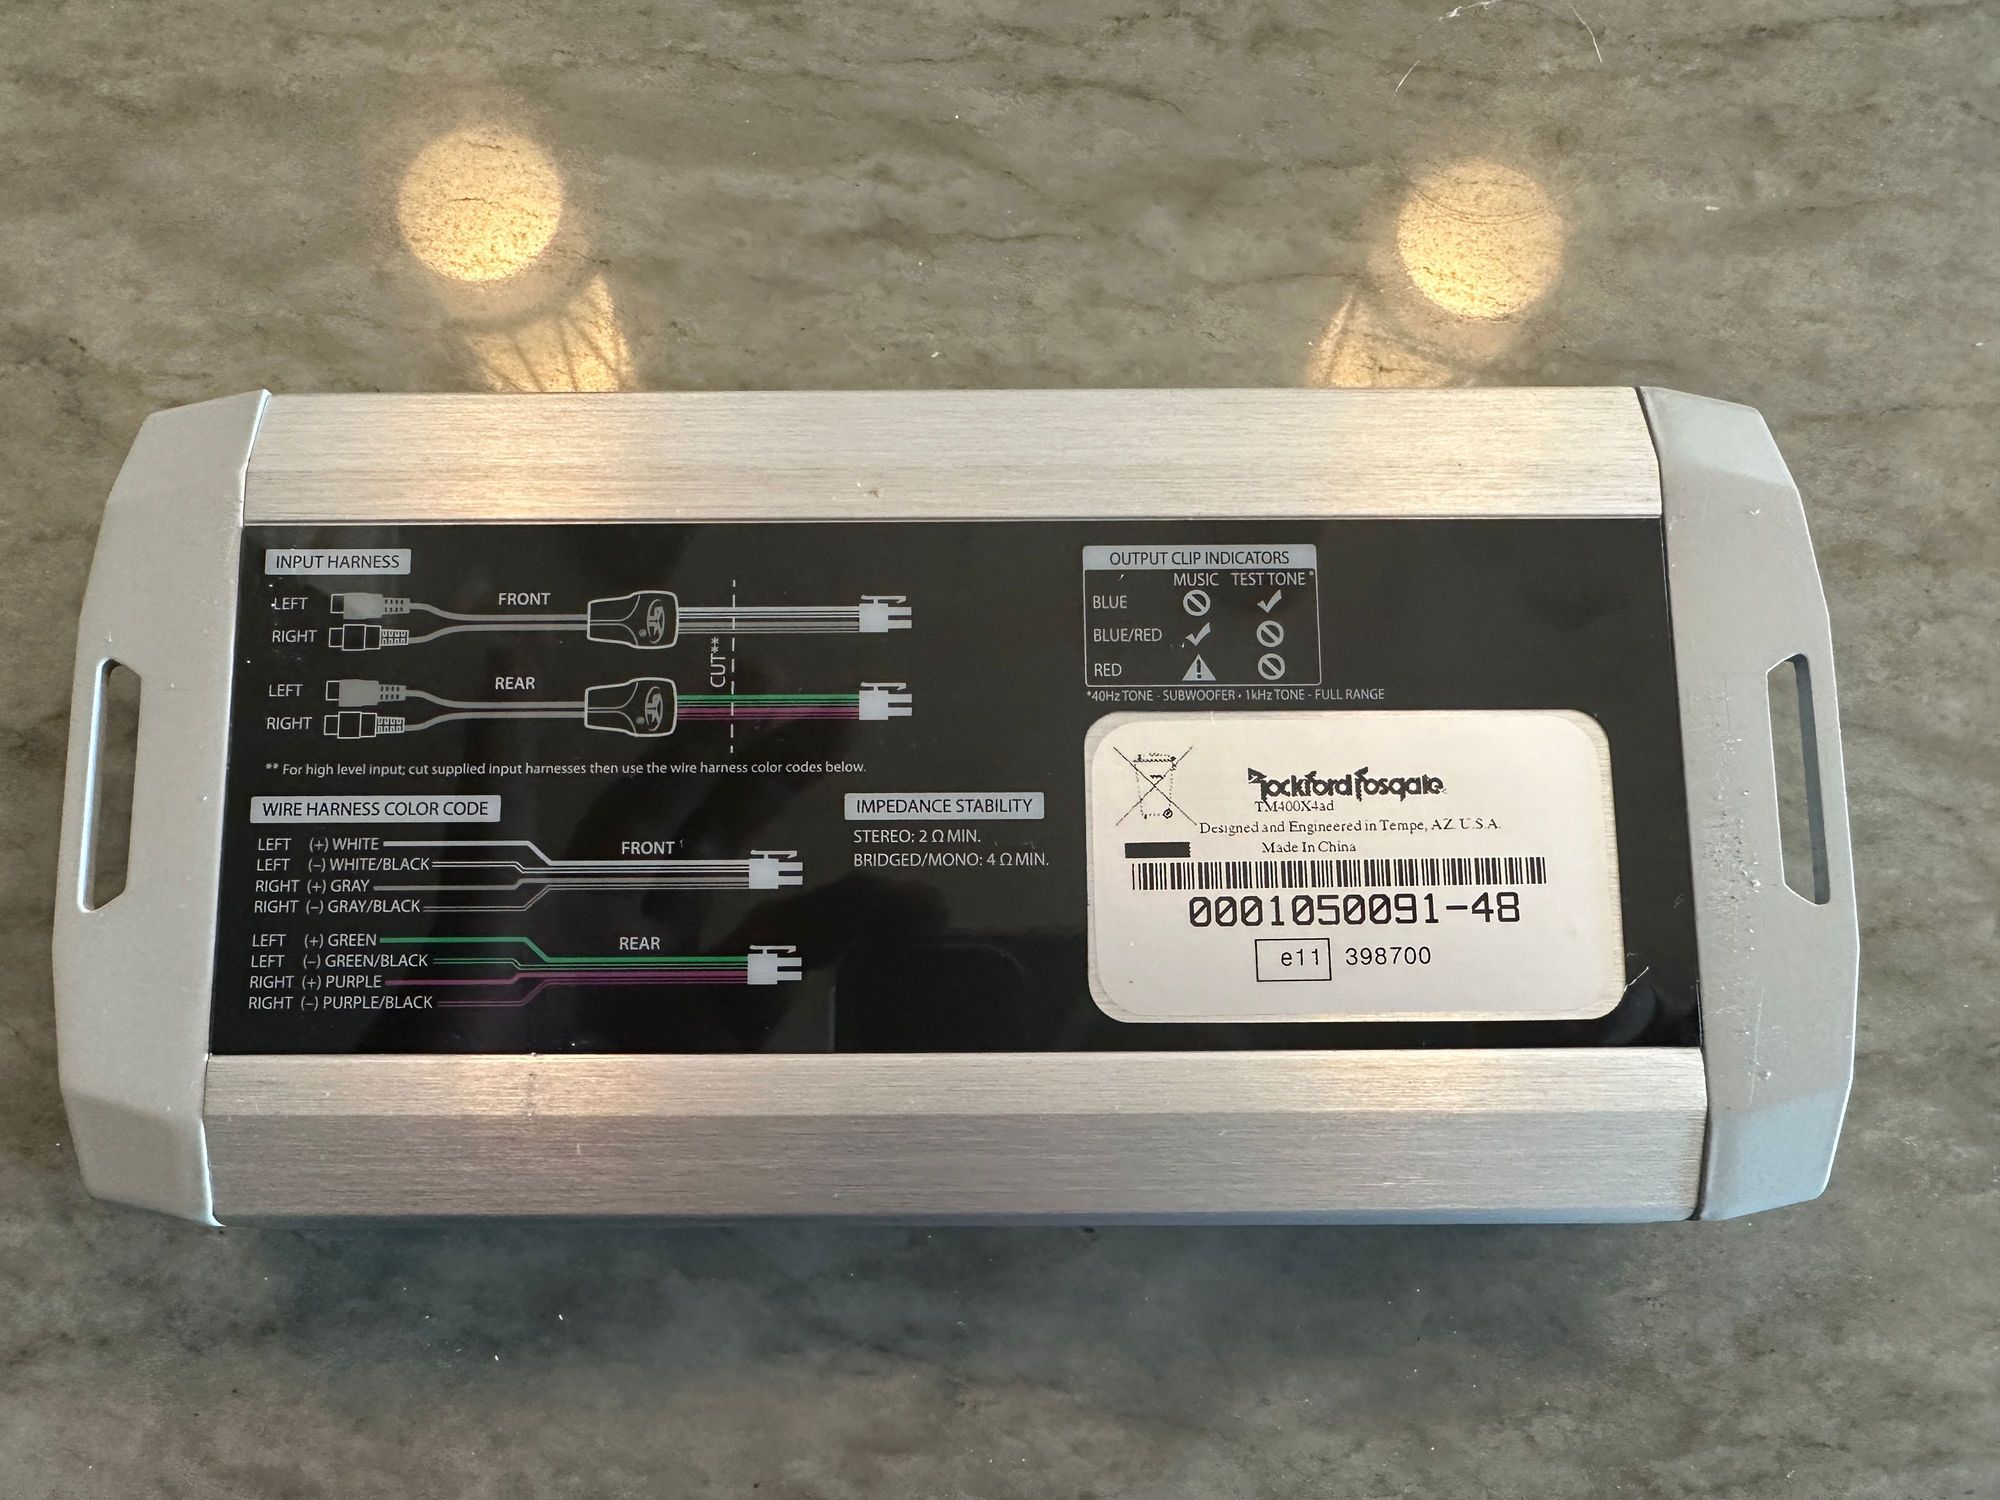 INPUT HARNESS
LEFT
FRONT
RIGHT
CUT**
LEFT
REAR
RIGHT
** For high level input; cut supplied input harnesses then use the wire harness color codes below.
WIRE HARNESS COLOR CODE
LEFT (+) WHITE
FRONT
LEFT (–) WHITE/BLACK
RIGHT (+) GRAY
RIGHT (–) GRAY/BLACK
LEFT (+) GREEN
REAR
LEFT (–) GREEN/BLACK
RIGHT (+) PURPLE
RIGHT (–) PURPLE/BLACK
IMPEDANCE STABILITY
STEREO: 2 Ω MIN.
BRIDGED/MONO: 4 Ω MIN.
OUTPUT CLIP INDICATORS
MUSIC TEST TONE*
BLUE
BLUE/RED
RED
*40Hz TONE - SUBWOOFER • 1kHz TONE - FULL RANGE
Rockford Fosgate
TM400X4ad
Designed and Engineered in Tempe, AZ U.S.A.
Made In China
0001050091-48
e11 398700